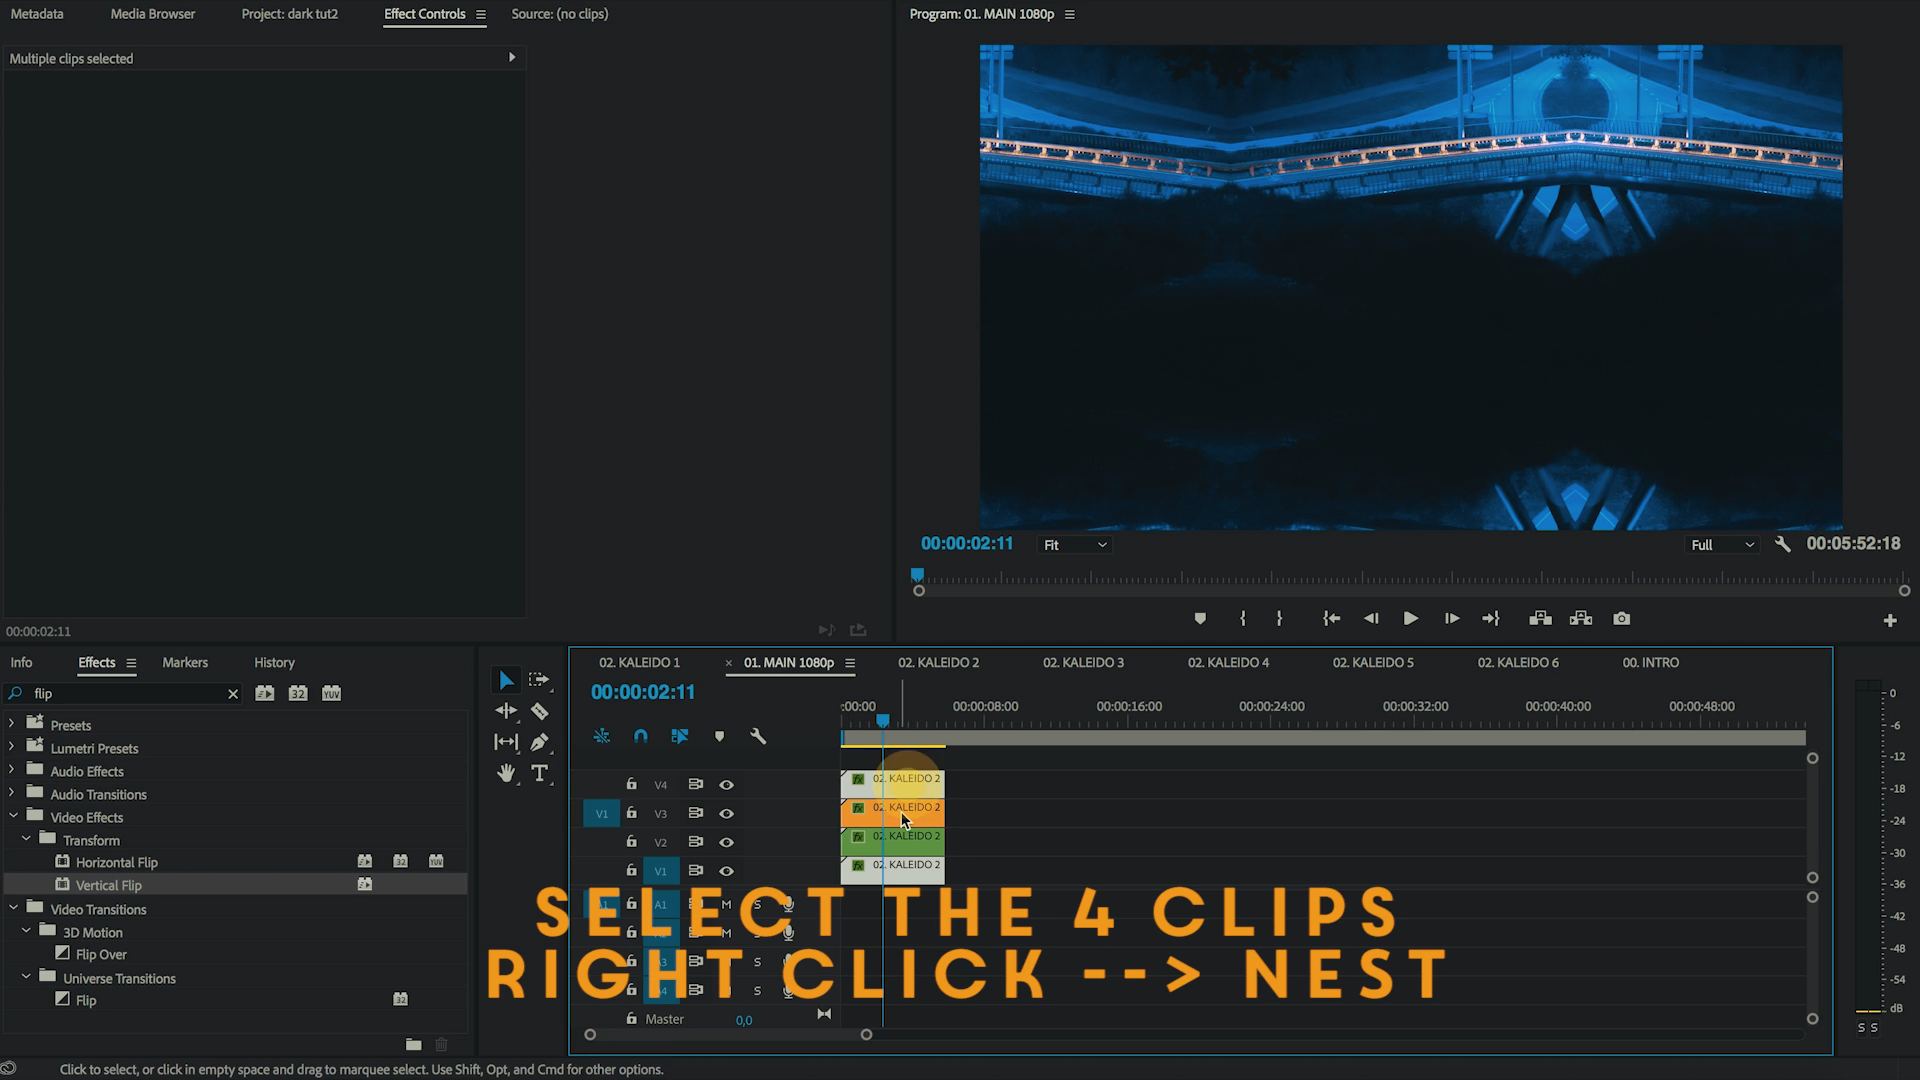 Metadata
Media Browser
Project: dark tut2
Effect Controls
Source: (no clips)
Program: 01. MAIN 1080p
Multiple clips selected
00:00:02:11
Fit
Full
00:05:52:18
00:00:02:11
Info
Effects
Markers
History
flip
32
YUV
Presets
Lumetri Presets
Audio Effects
Audio Transitions
Video Effects
Transform
Horizontal Flip
32
YUV
Vertical Flip
Video Transitions
3D Motion
Flip Over
Universe Transitions
Flip
32
02. KALEIDO 1
× 01. MAIN 1080p
02. KALEIDO 2
02. KALEIDO 3
02. KALEIDO 4
02. KALEIDO 5
02. KALEIDO 6
00. INTRO
00:00:02:11
:00:00
00:00:08:00
00:00:16:00
00:00:24:00
00:00:32:00
00:00:40:00
00:00:48:00
V4
fx 02. KALEIDO 2
V1
V3
fx 02. KALEIDO 2
V2
fx 02. KALEIDO 2
V1
fx 02. KALEIDO 2
A1
M
S
SELECT THE 4 CLIPS
RIGHT CLICK --> NEST
Master
0,0
0
-6
-12
-18
-24
-30
-36
-42
-48
-54
dB
S S
Click to select, or click in empty space and drag to marquee select. Use Shift, Opt, and Cmd for other options.